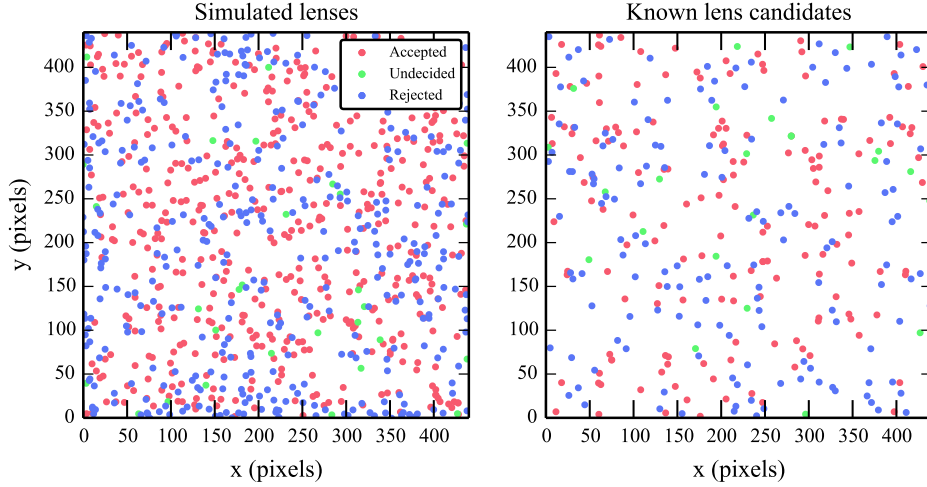 Simulated lenses
Known lens candidates
Accepted
Undecided
Rejected
y (pixels)
400
350
300
250
200
150
100
50
0
0 50 100 150 200 250 300 350 400
x (pixels)
400
350
300
250
200
150
100
50
0
0 50 100 150 200 250 300 350 400
x (pixels)